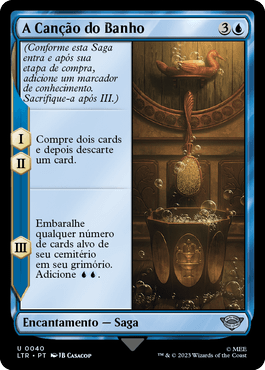 A Canção do Banho 3
(Conforme esta Saga
entra e após sua
etapa de compra,
adicione um marcador
de conhecimento.
Sacrifique-a após III.)
I
II
Compre dois cards
e depois descarte
um card.
III
Embaralhe
qualquer número
de cards alvo de
seu cemitério
em seu grimório.
Adicione
Encantamento — Saga
U 0040
LTR • PT JB Casacop
© MEE
™ & © 2023 Wizards of the Coast